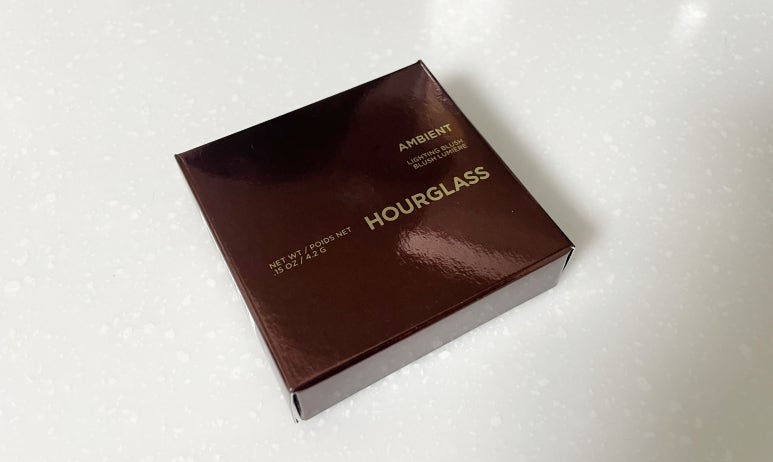 AMBIENT
LIGHTING BLUSH
BLUSH LUMIÈRE
HOURGLASS
NET WT / POIDS NET
.15 OZ / 4.2 G